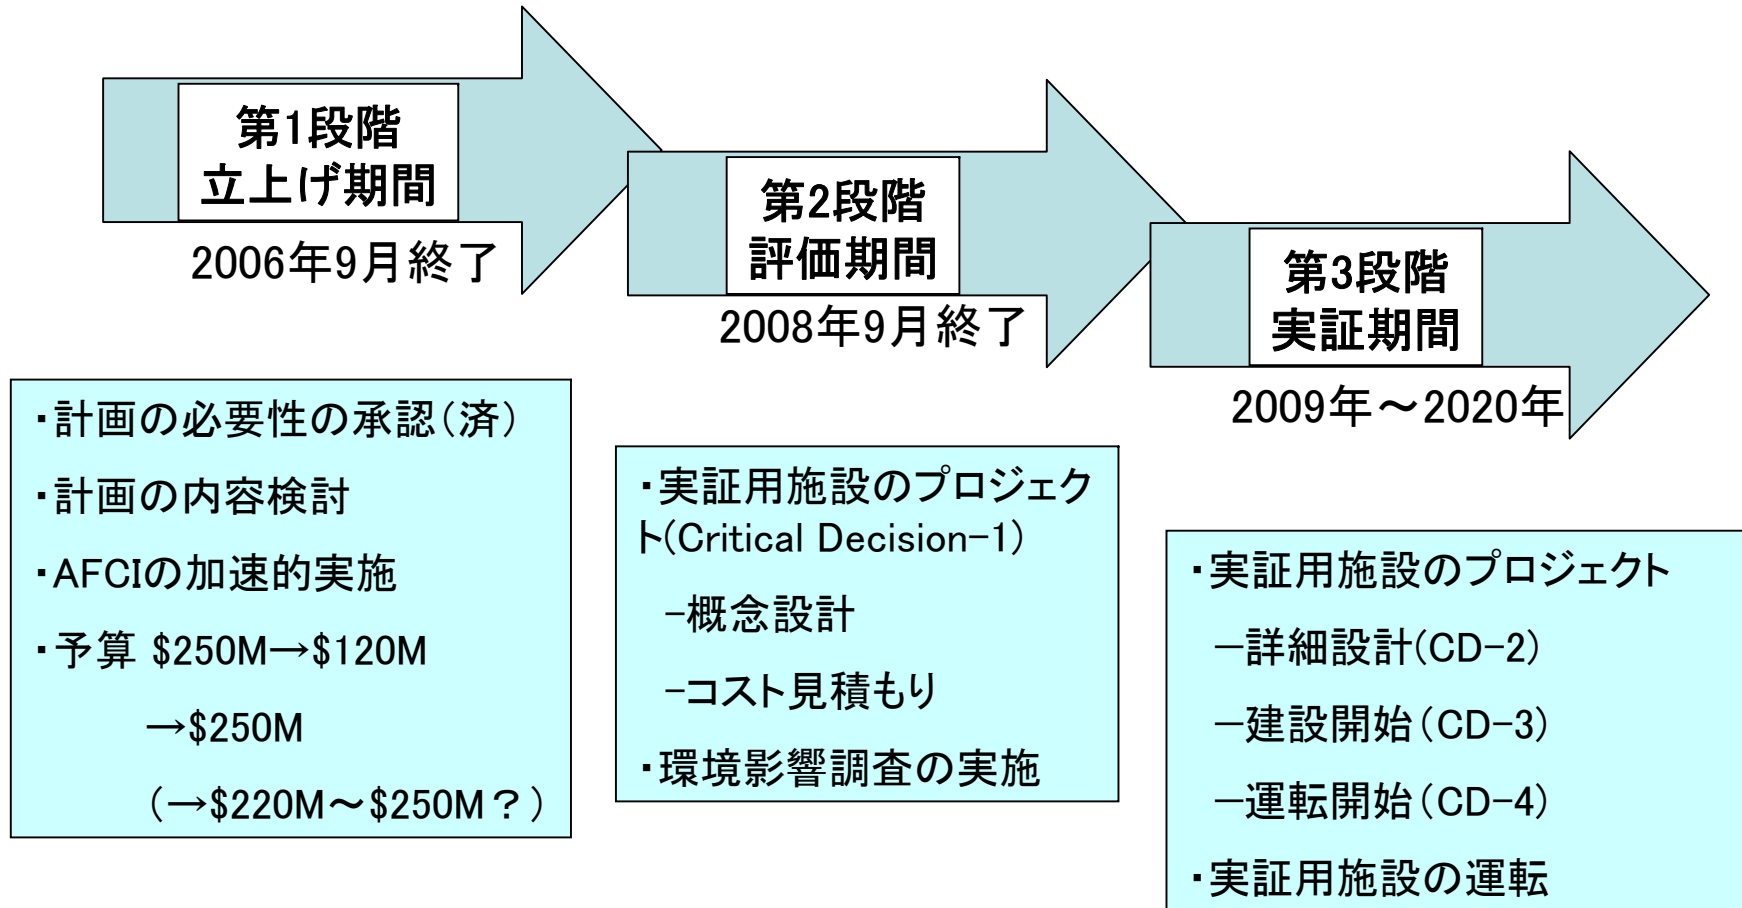 第1段階
立上げ期間
2006年9月終了
第2段階
評価期間
2008年9月終了
第3段階
実証期間
2009年～2020年
・計画の必要性の承認（済）
・計画の内容検討
・AFCIの加速的実施
・予算 $250M→$120M
→$250M
（→$220M～$250M？）
・実証用施設のプロジェク
ト(Critical Decision-1)
-概念設計
-コスト見積もり
・環境影響調査の実施
・実証用施設のプロジェクト
－詳細設計(CD-2)
－建設開始（CD-3）
－運転開始（CD-4）
・実証用施設の運転